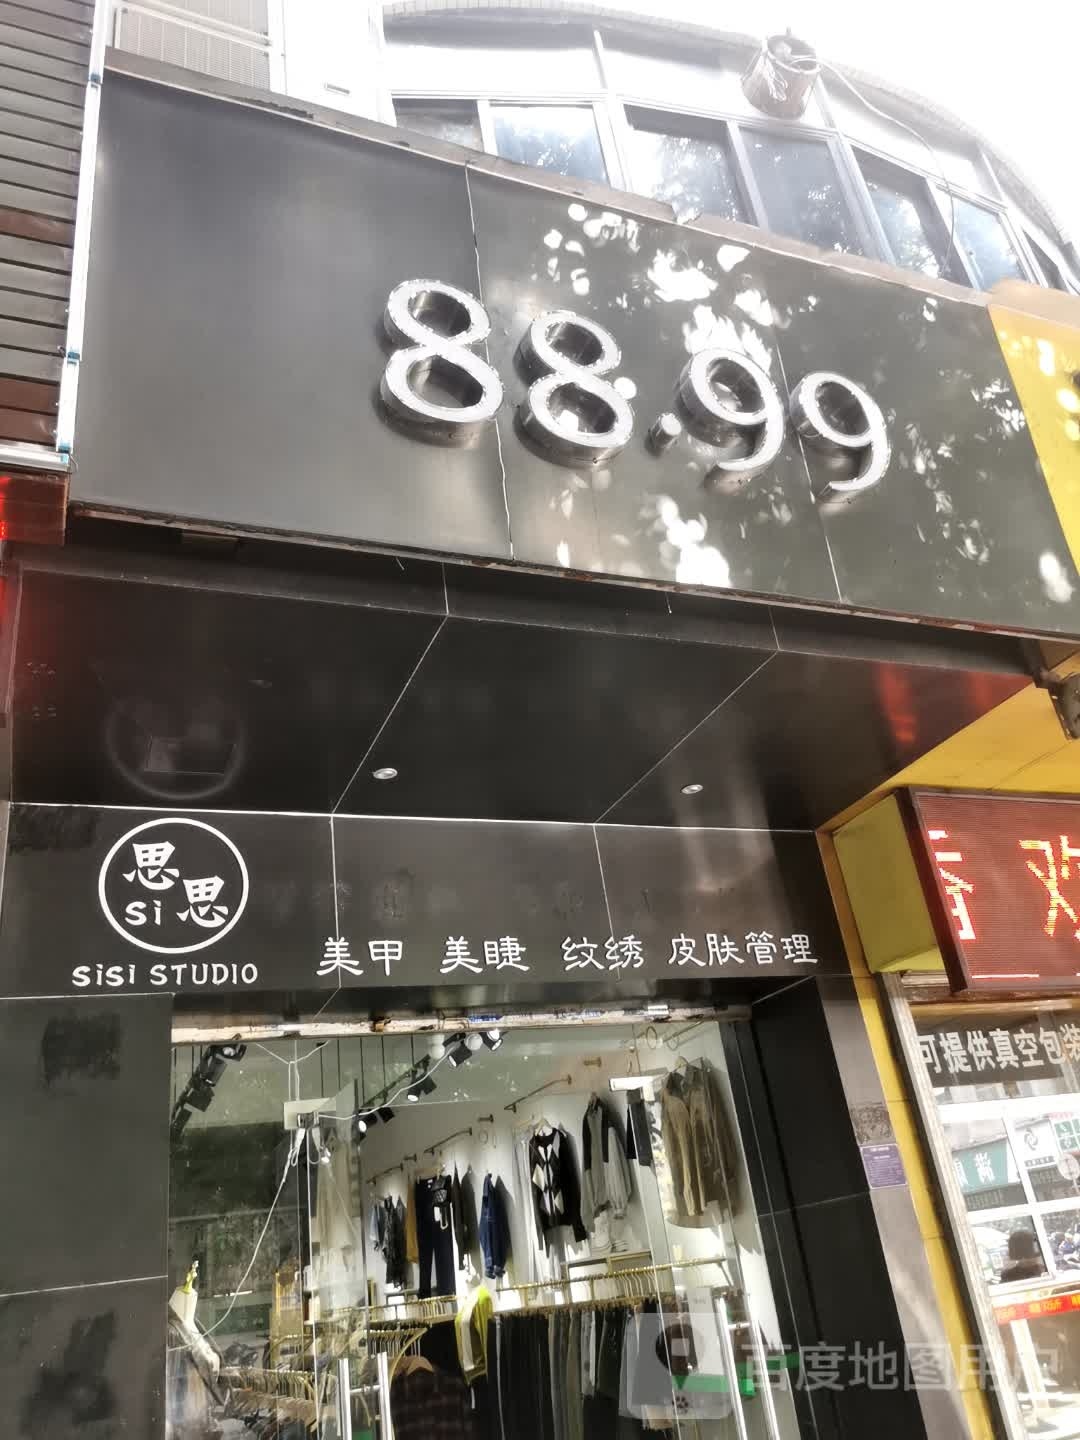 88.99
思
si 思
SiSi STUDIO
美甲 美睫 纹绣 皮肤管理
欢
可提供真空包装
百度地图用户